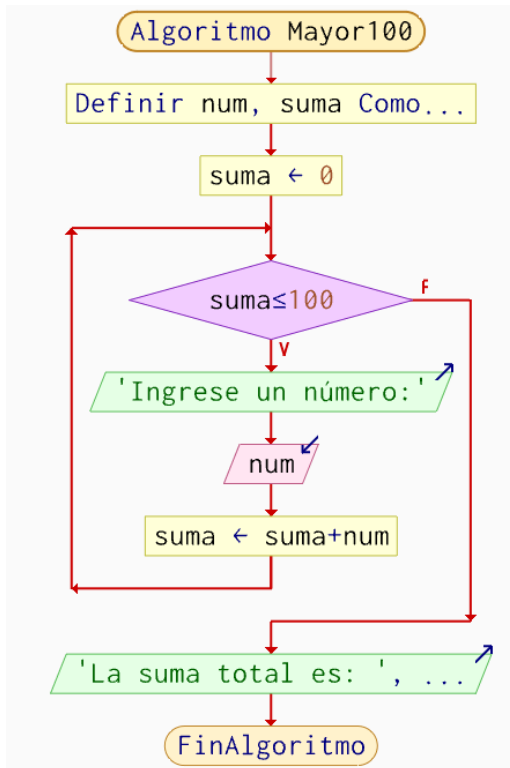 Algoritmo Mayor100
Definir num, suma Como...
suma ← 0
suma≤100
F
V
'Ingrese un número:'
num
suma ← suma+num
'La suma total es: ', ...
FinAlgoritmo